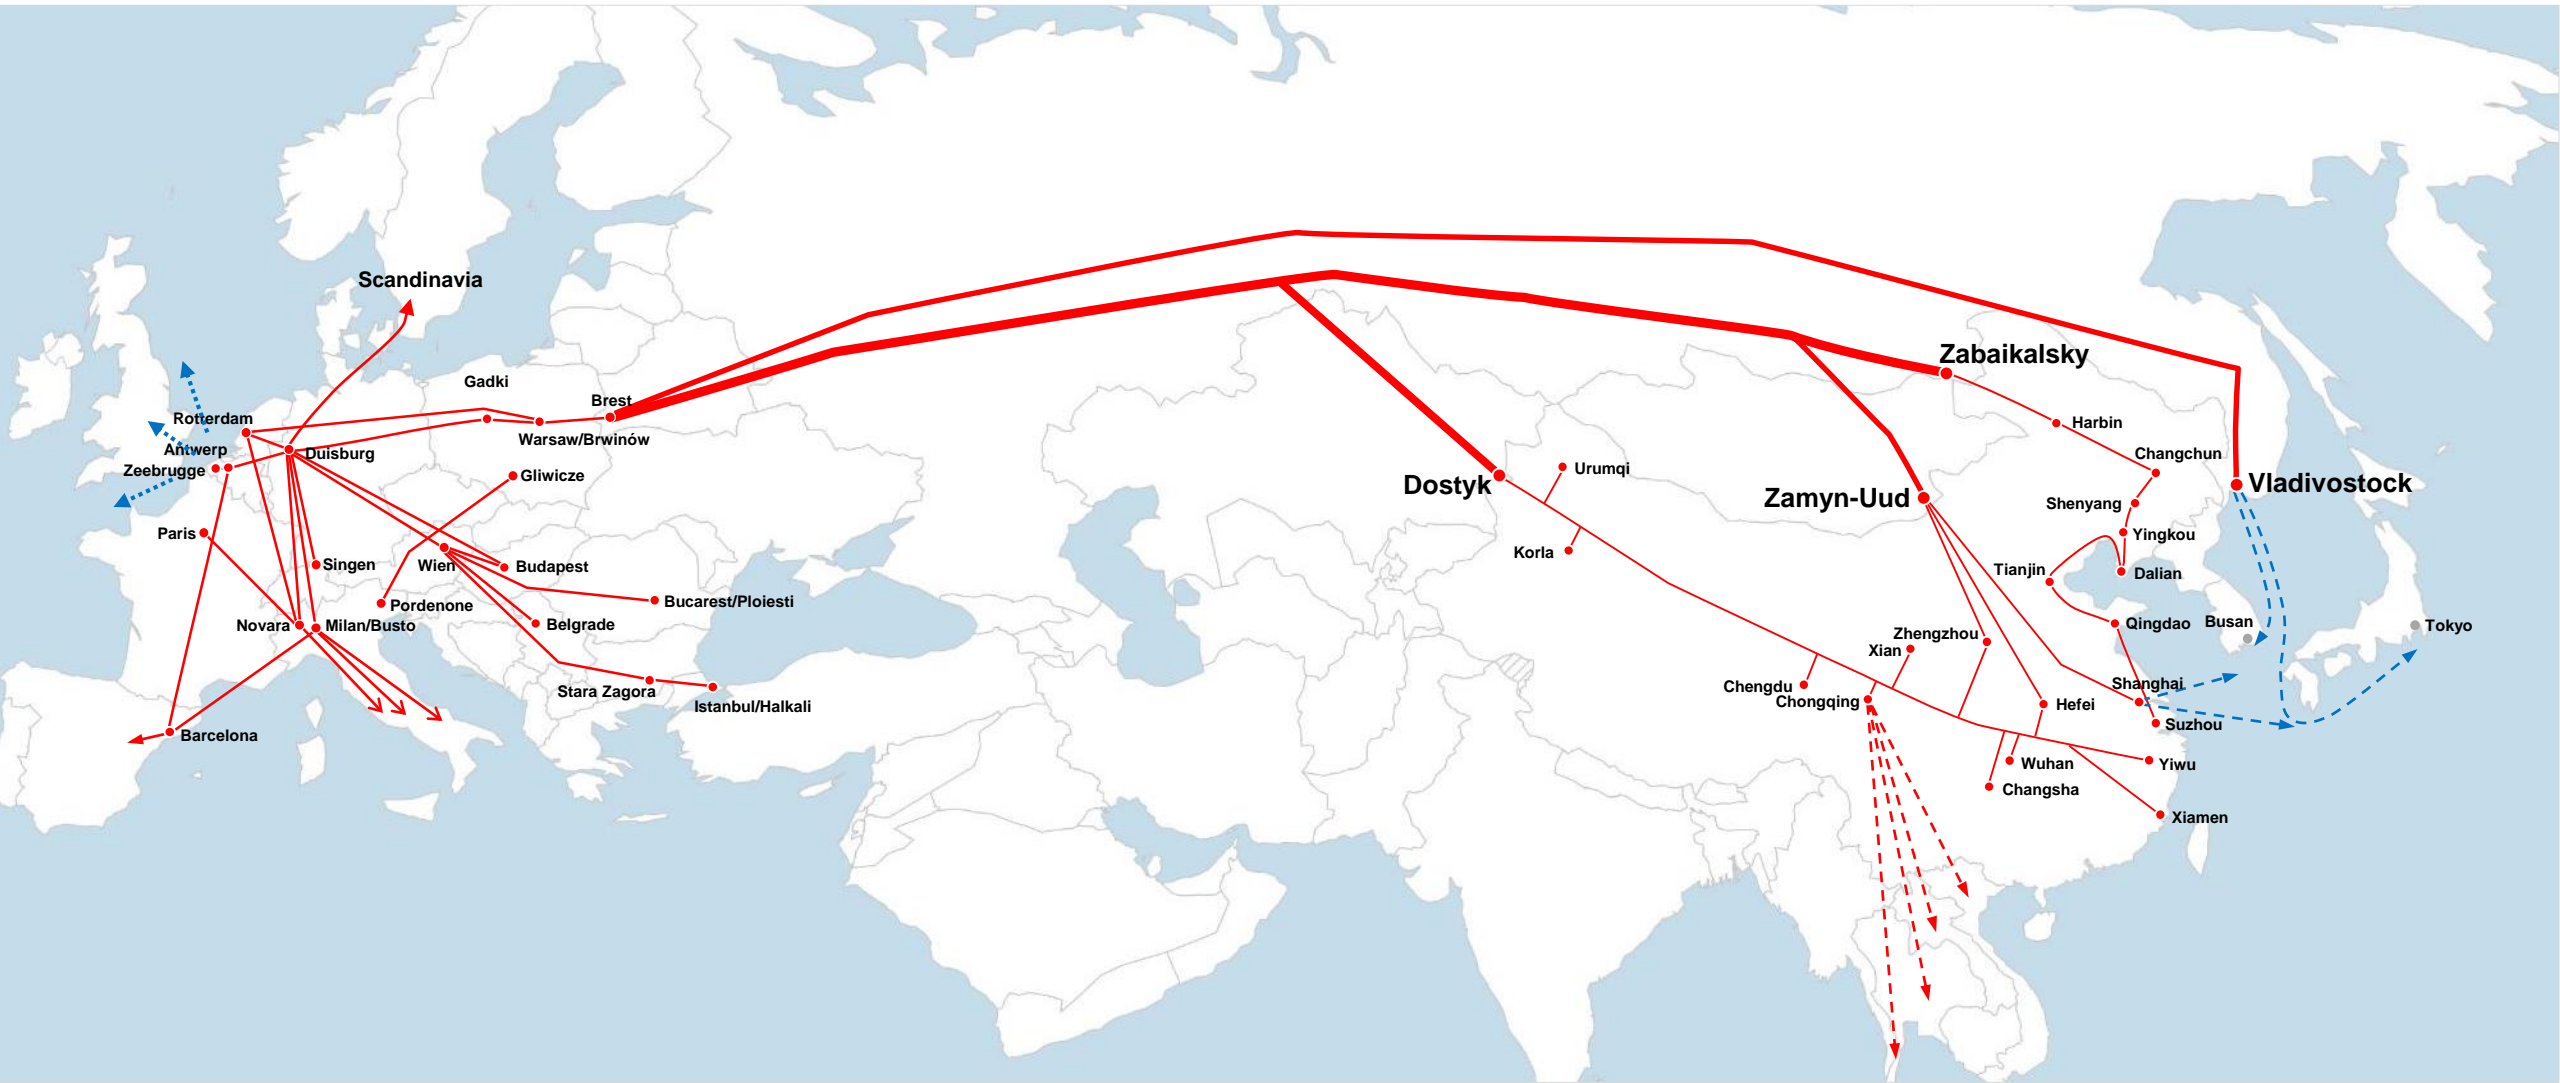 Scandinavia
Zabaikalsky
Gadki
Brest
Rotterdam
Harbin
Warsaw/Brwinów
Antwerp
Duisburg
Changchun
Zeebrugge
Urumqi
Gliwicze
Dostyk
Vladivostock
Zamyn-Uud
Shenyang
Paris
Yingkou
Korla
Singen
Wien
Budapest
Tianjin
Dalian
Bucarest/Ploiesti
Pordenone
Novara
Milan/Busto
Belgrade
Qingdao
Busan
Tokyo
Zhengzhou
Xian
Shanghai
Chengdu
Stara Zagora
Chongqing
Istanbul/Halkali
Hefei
Suzhou
Barcelona
Wuhan
Yiwu
Changsha
Xiamen